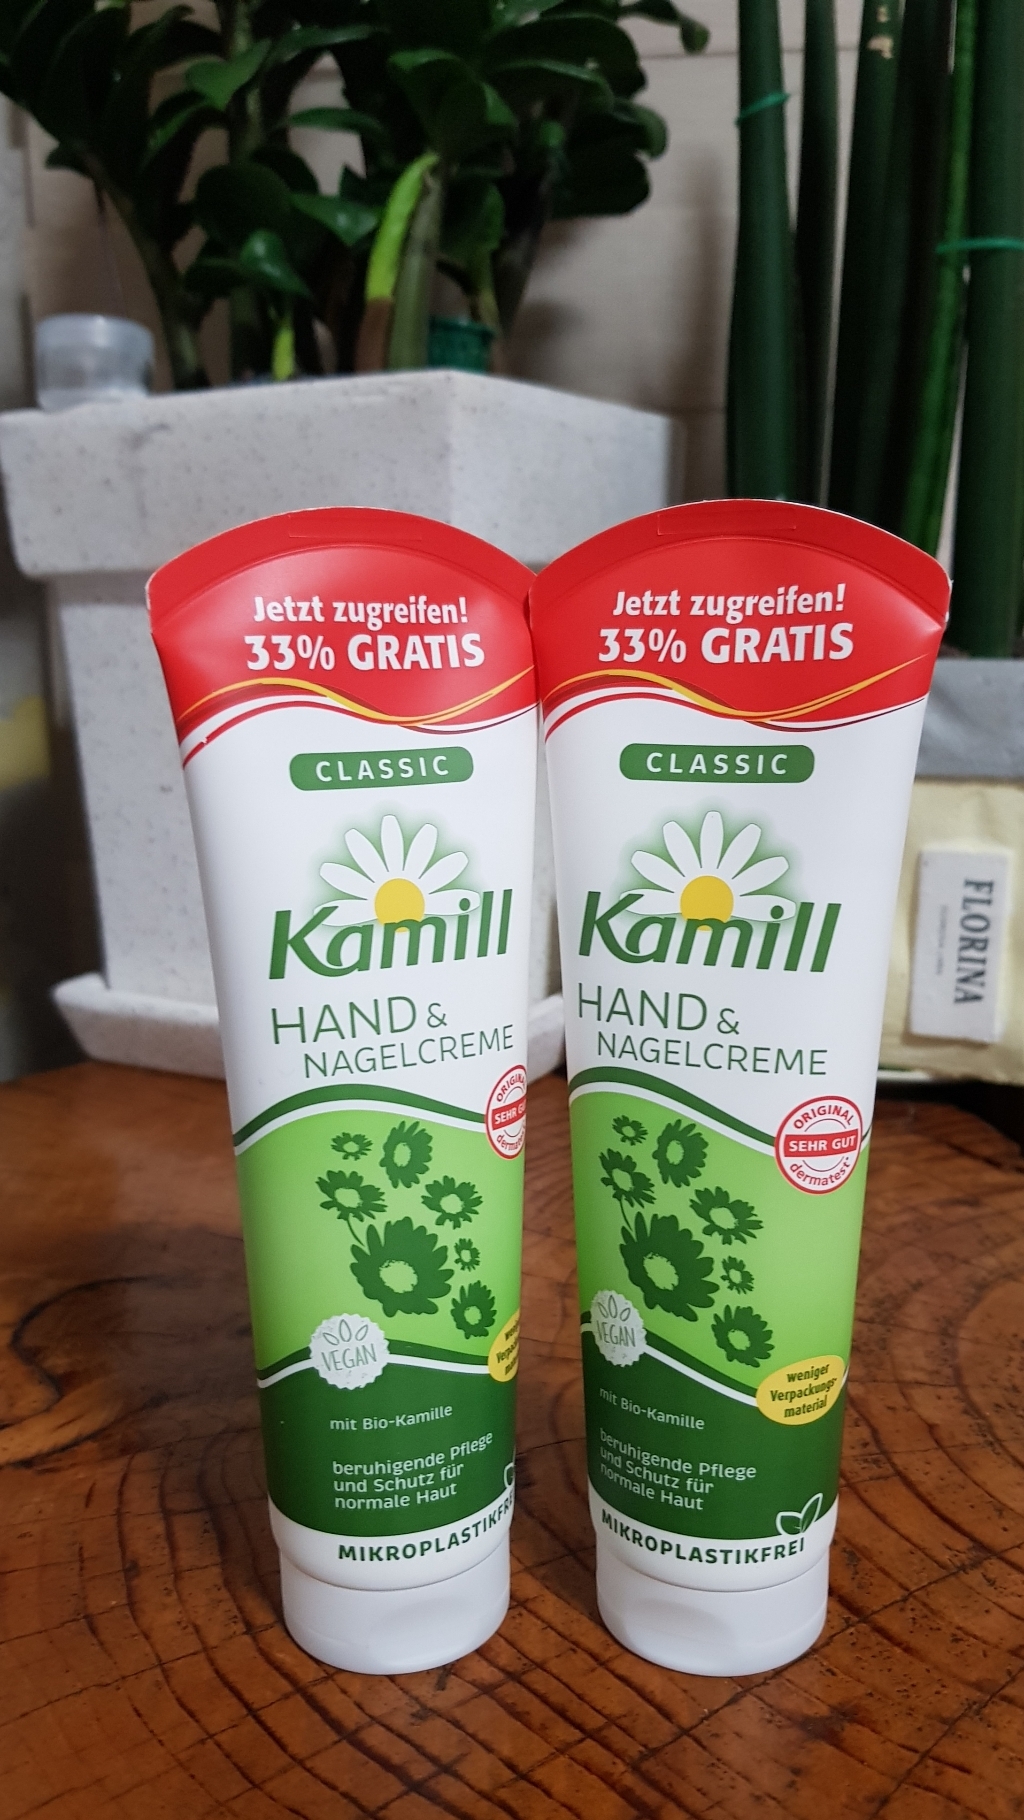 Jetzt zugreifen!
33% GRATIS
CLASSIC
Kamill
HAND &
NAGELCREME
ORIGINAL
SEHR GUT
dermatest
VEGAN
mit Bio-Kamille
beruhigende Pflege
und Schutz für
normale Haut
MIKROPLASTIKFREI
Jetzt zugreifen!
33% GRATIS
CLASSIC
Kamill
HAND &
NAGELCREME
ORIGINAL
SEHR GUT
dermatest
VEGAN
weniger
Verpackungs-
material
mit Bio-Kamille
beruhigende Pflege
und Schutz für
normale Haut
MIKROPLASTIKFREI
FLORINA